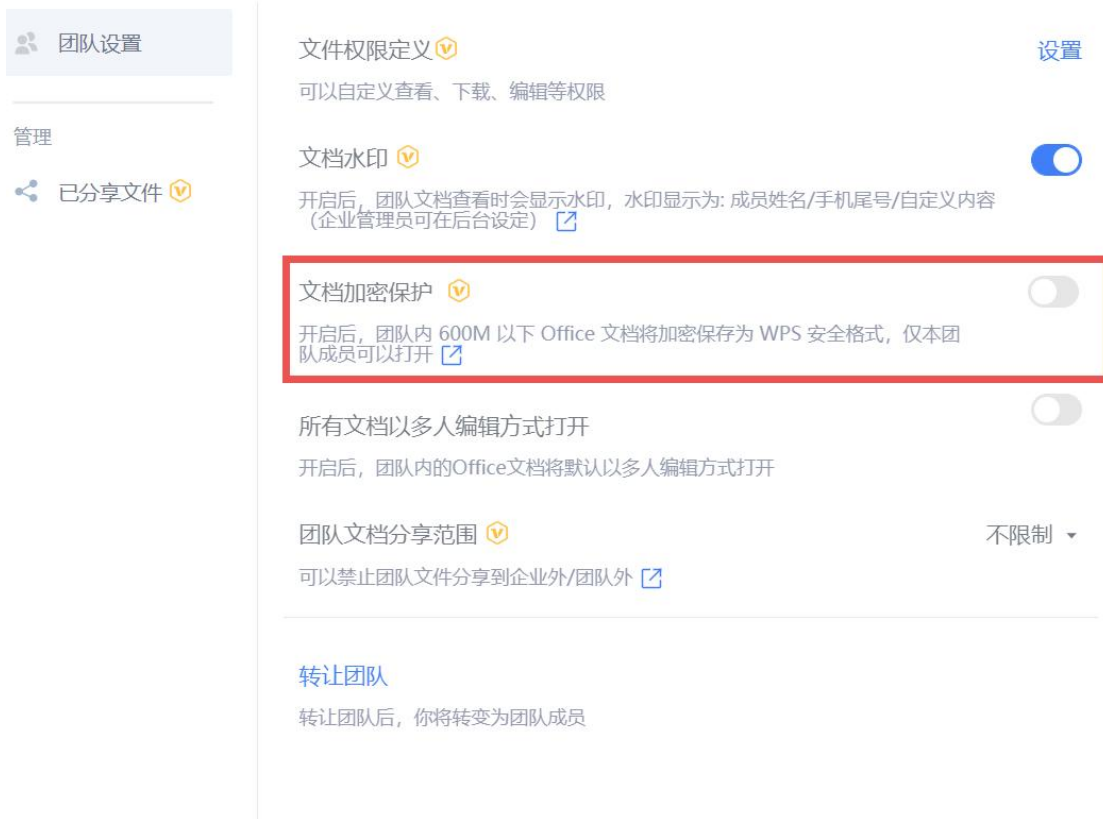 团队设置
管理
已分享文件
文件权限定义
设置
可以自定义查看、下载、编辑等权限
文档水印
开启后，团队文档查看时会显示水印，水印显示为: 成员姓名/手机尾号/自定义内容
（企业管理员可在后台设定）
文档加密保护
开启后，团队内 600M 以下 Office 文档将加密保存为 WPS 安全格式，仅本团
队成员可以打开
所有文档以多人编辑方式打开
开启后，团队内的Office文档将默认以多人编辑方式打开
团队文档分享范围
不限制
可以禁止团队文件分享到企业外/团队外
转让团队
转让团队后，你将转变为团队成员